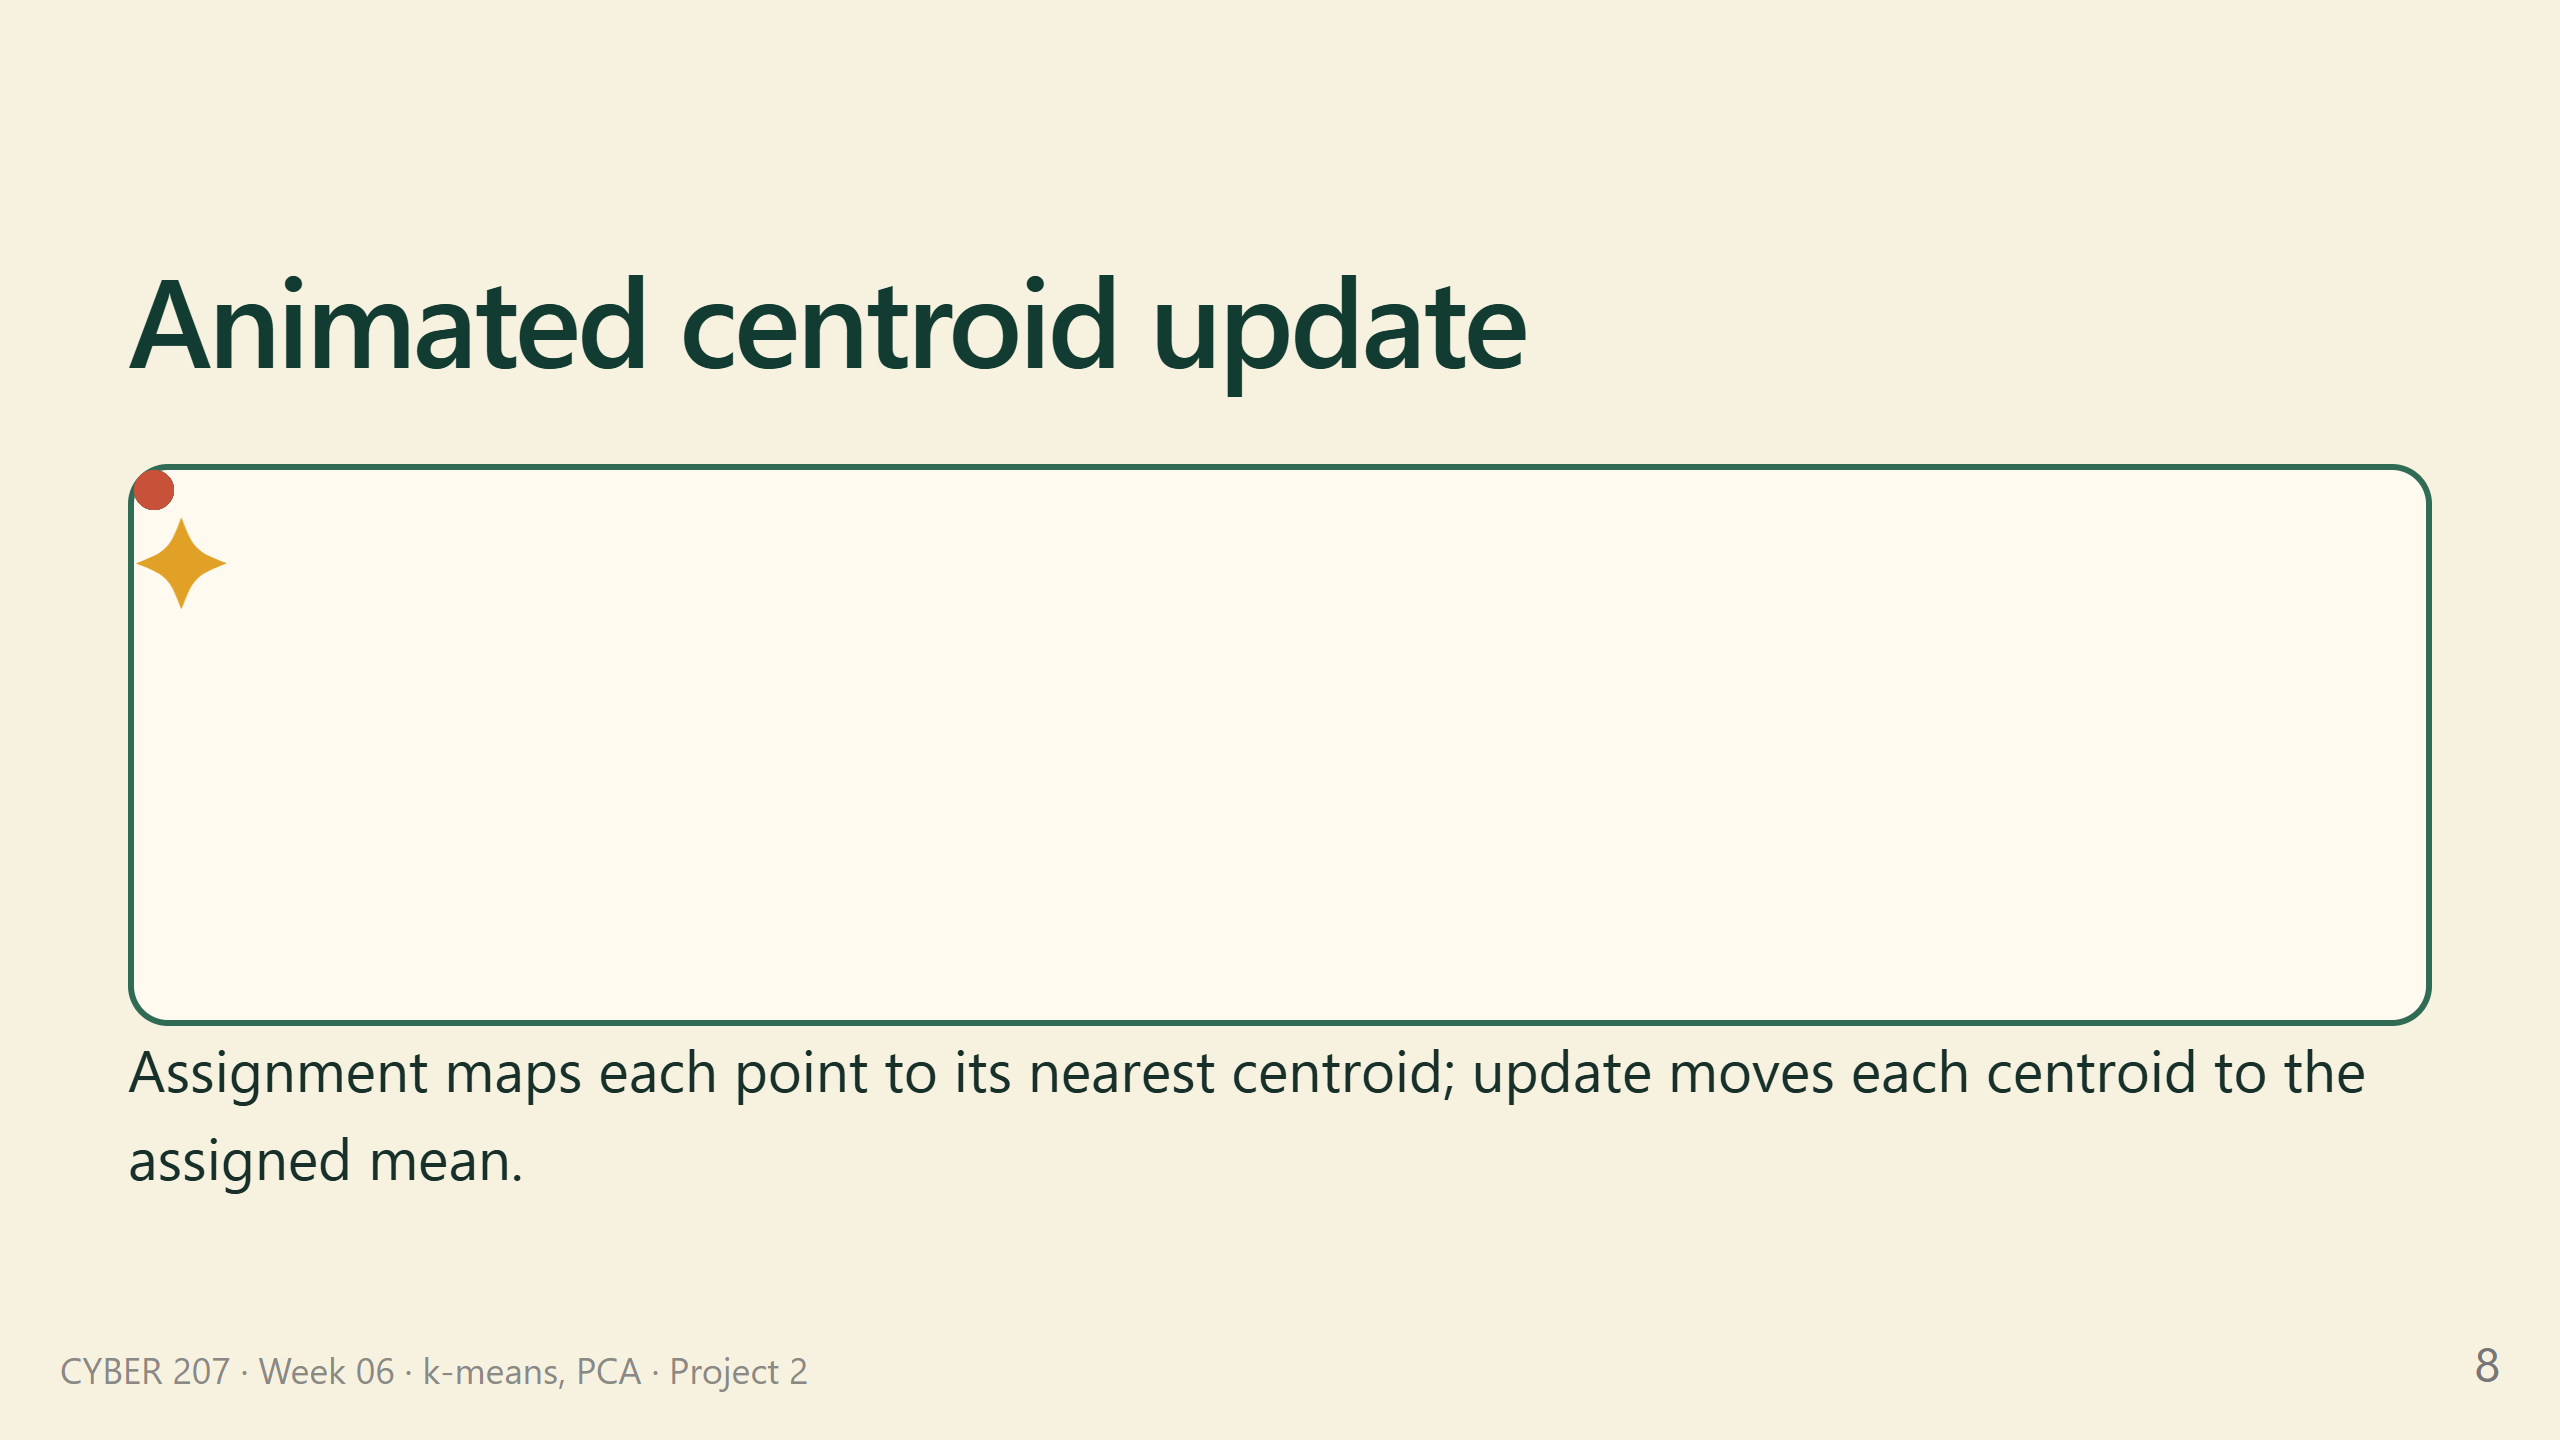 Animated centroid update
Assignment maps each point to its nearest centroid; update moves each centroid to the
assigned mean.
CYBER 207 · Week 06 · k-means, PCA · Project 2
8